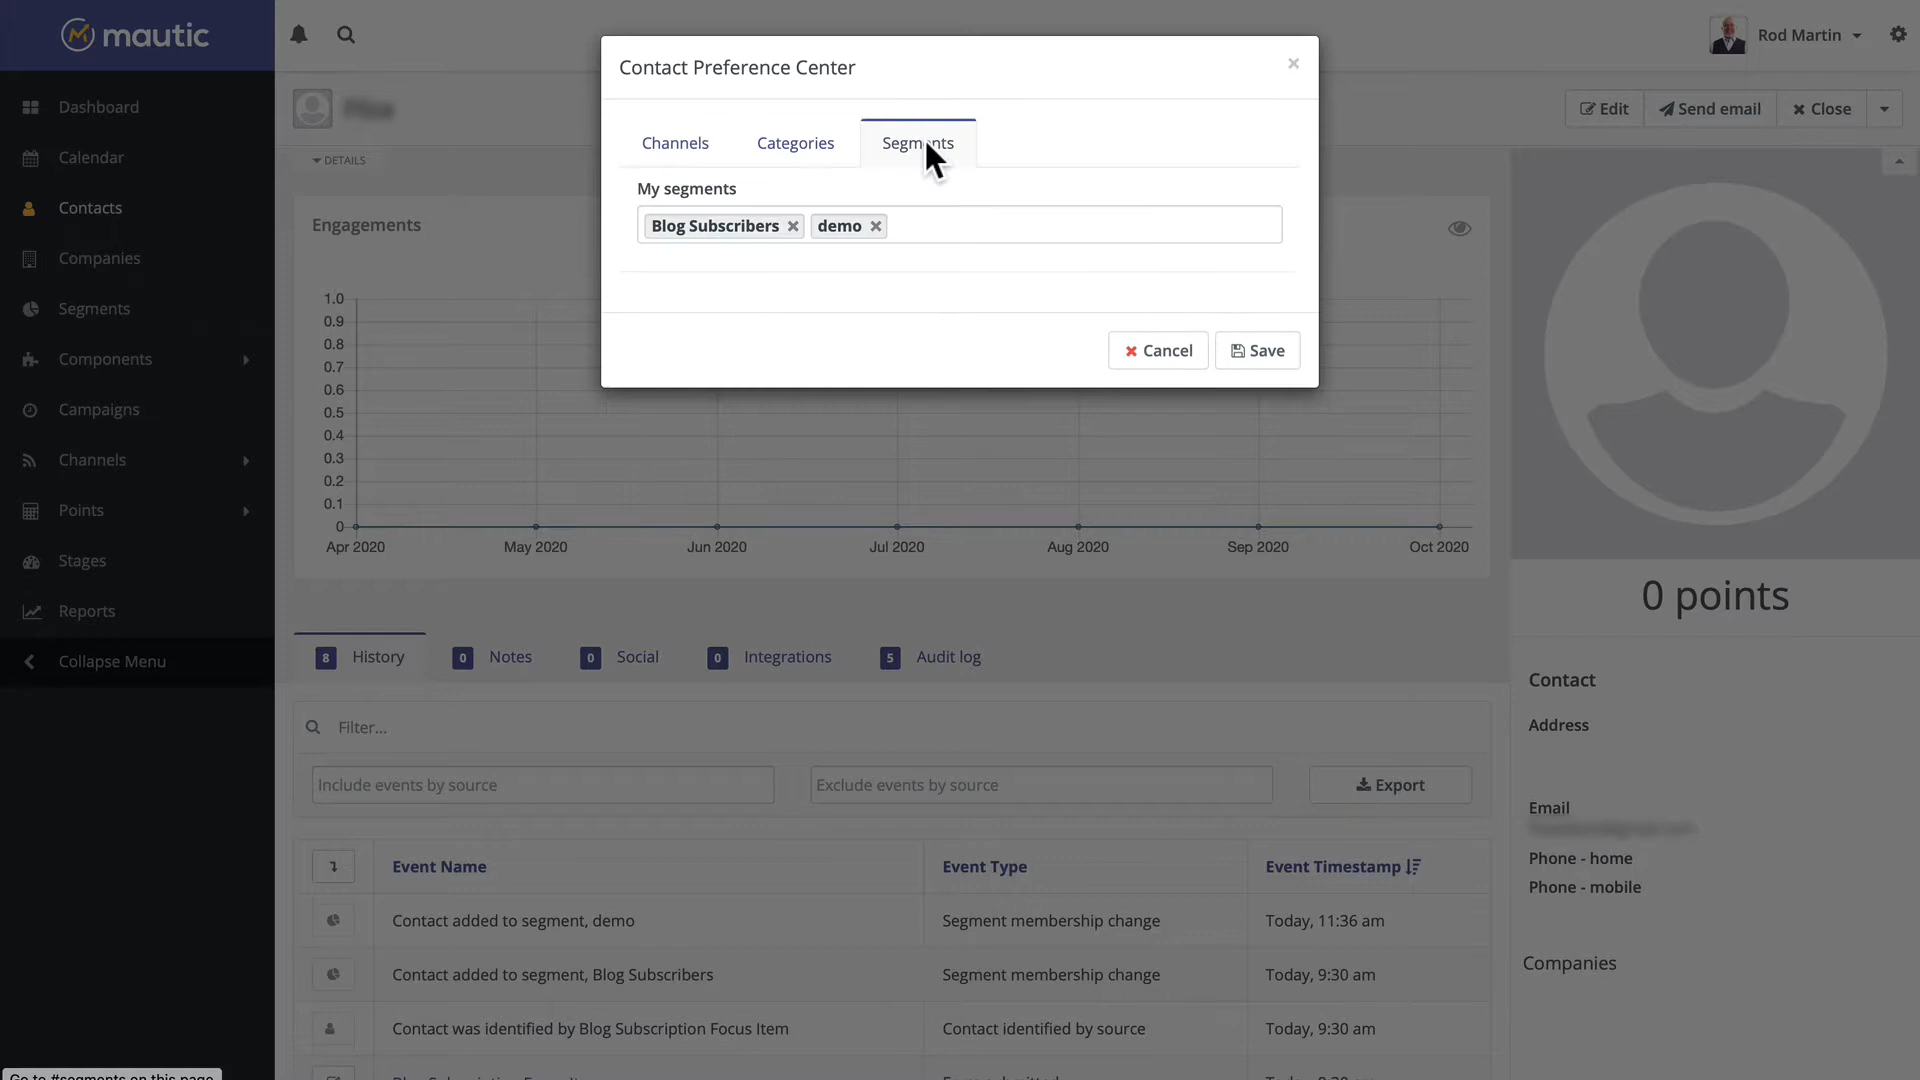 mautic
Rod Martin
Contact Preference Center
×
Dashboard
Calendar
Contacts
Companies
Segments
Components
Campaigns
Channels
Points
Stages
Reports
Collapse Menu
Edit
Send email
Close
DETAILS
Channels
Categories
Segments
My segments
Blog Subscribers ×
demo ×
Cancel
Save
Engagements
1.0
0.9
0.8
0.7
0.6
0.5
0.4
0.3
0.2
0.1
0
Apr 2020 May 2020 Jun 2020 Jul 2020 Aug 2020 Sep 2020 Oct 2020
0 points
8 History 0 Notes 0 Social 0 Integrations 5 Audit log
Filter...
Include events by source
Exclude events by source
Export
Event Name Event Type Event Timestamp
Contact added to segment, demo Segment membership change Today, 11:36 am
Contact added to segment, Blog Subscribers Segment membership change Today, 9:30 am
Contact was identified by Blog Subscription Focus Item Contact identified by source Today, 9:30 am
Contact
Address
Email
Phone - home
Phone - mobile
Companies
Go to #segments on this page